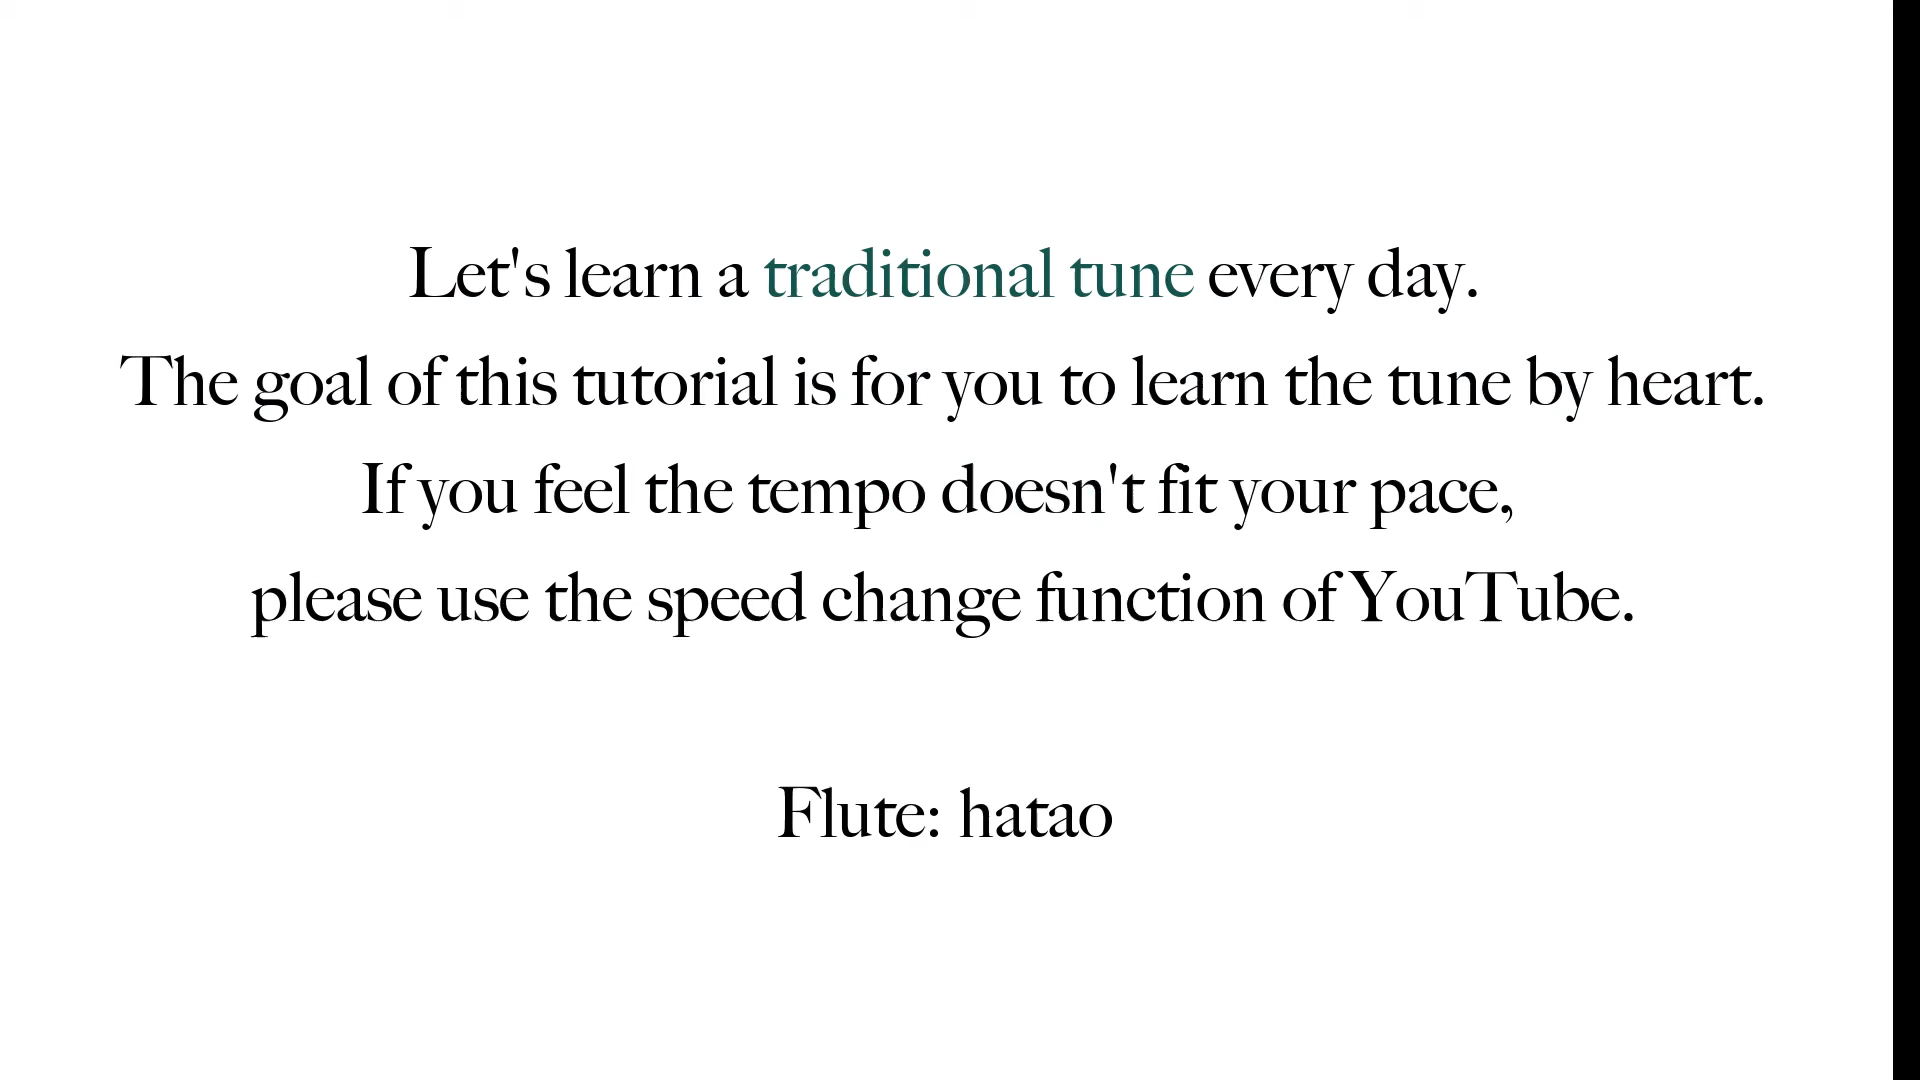 Let's learn a traditional tune every day.
The goal of this tutorial is for you to learn the tune by heart.
If you feel the tempo doesn't fit your pace,
please use the speed change function of YouTube.
Flute: hatao